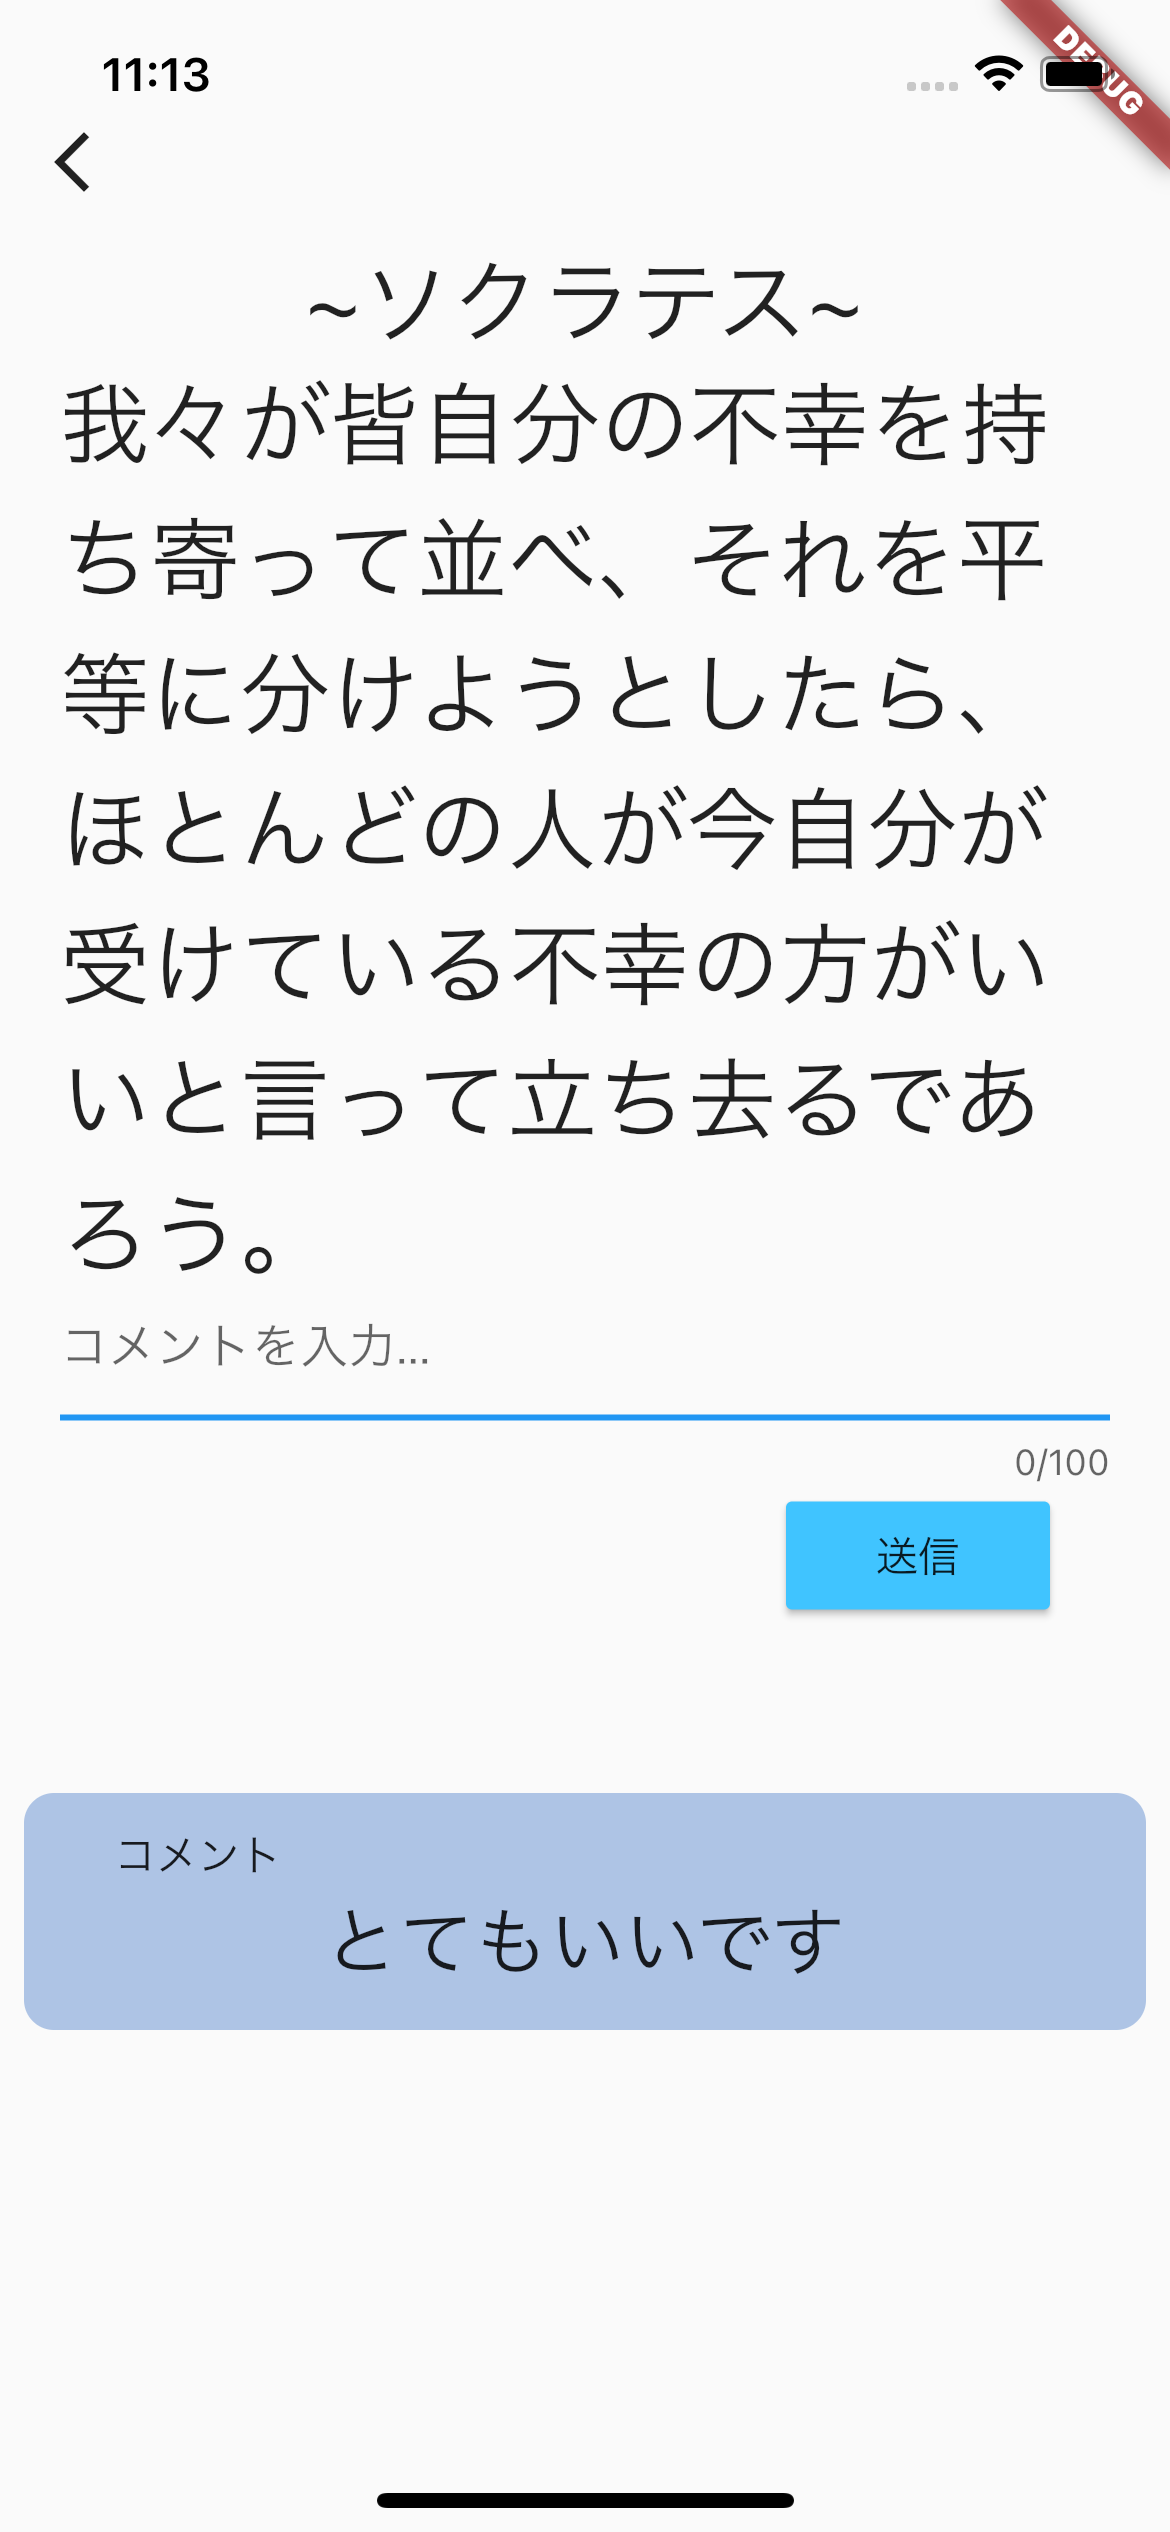 11:13
DEBUG
~ソクラテス~
我々が皆自分の不幸を持
ち寄って並べ、それを平
等に分けようとしたら、
ほとんどの人が今自分が
受けている不幸の方がい
いと言って立ち去るであ
ろう。
コメントを入力...
0/100
送信
コメント
とてもいいです